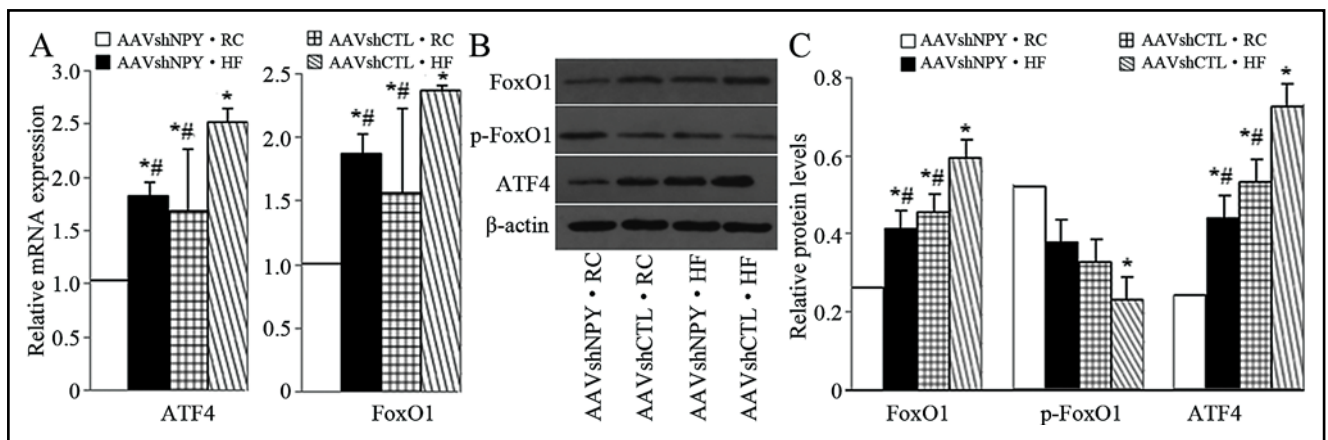 A
AAVshNPY • RC
AAVshCTL • RC
AAVshNPY • HF
AAVshCTL • HF
Relative mRNA expression
3.0
2.5
2.0
1.5
1.0
0.5
0
*#
*#
*
ATF4
2.5
2.0
1.5
1.0
0.5
0
*#
*#
*
FoxO1
B
FoxO1
p-FoxO1
ATF4
β-actin
AAVshNPY • RC
AAVshCTL • RC
AAVshNPY • HF
AAVshCTL • HF
C
AAVshNPY • RC
AAVshCTL • RC
AAVshNPY • HF
AAVshCTL • HF
Relative protein levels
0.8
0.6
0.4
0.2
0
*#
*#
*
*
*#
*#
*
FoxO1
p-FoxO1
ATF4